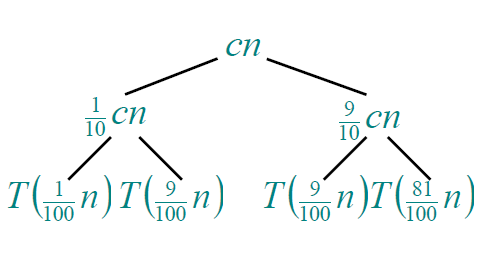 cn
1/10 cn 9/10 cn
T(1/100 n) T(9/100 n) T(9/100 n) T(81/100 n)